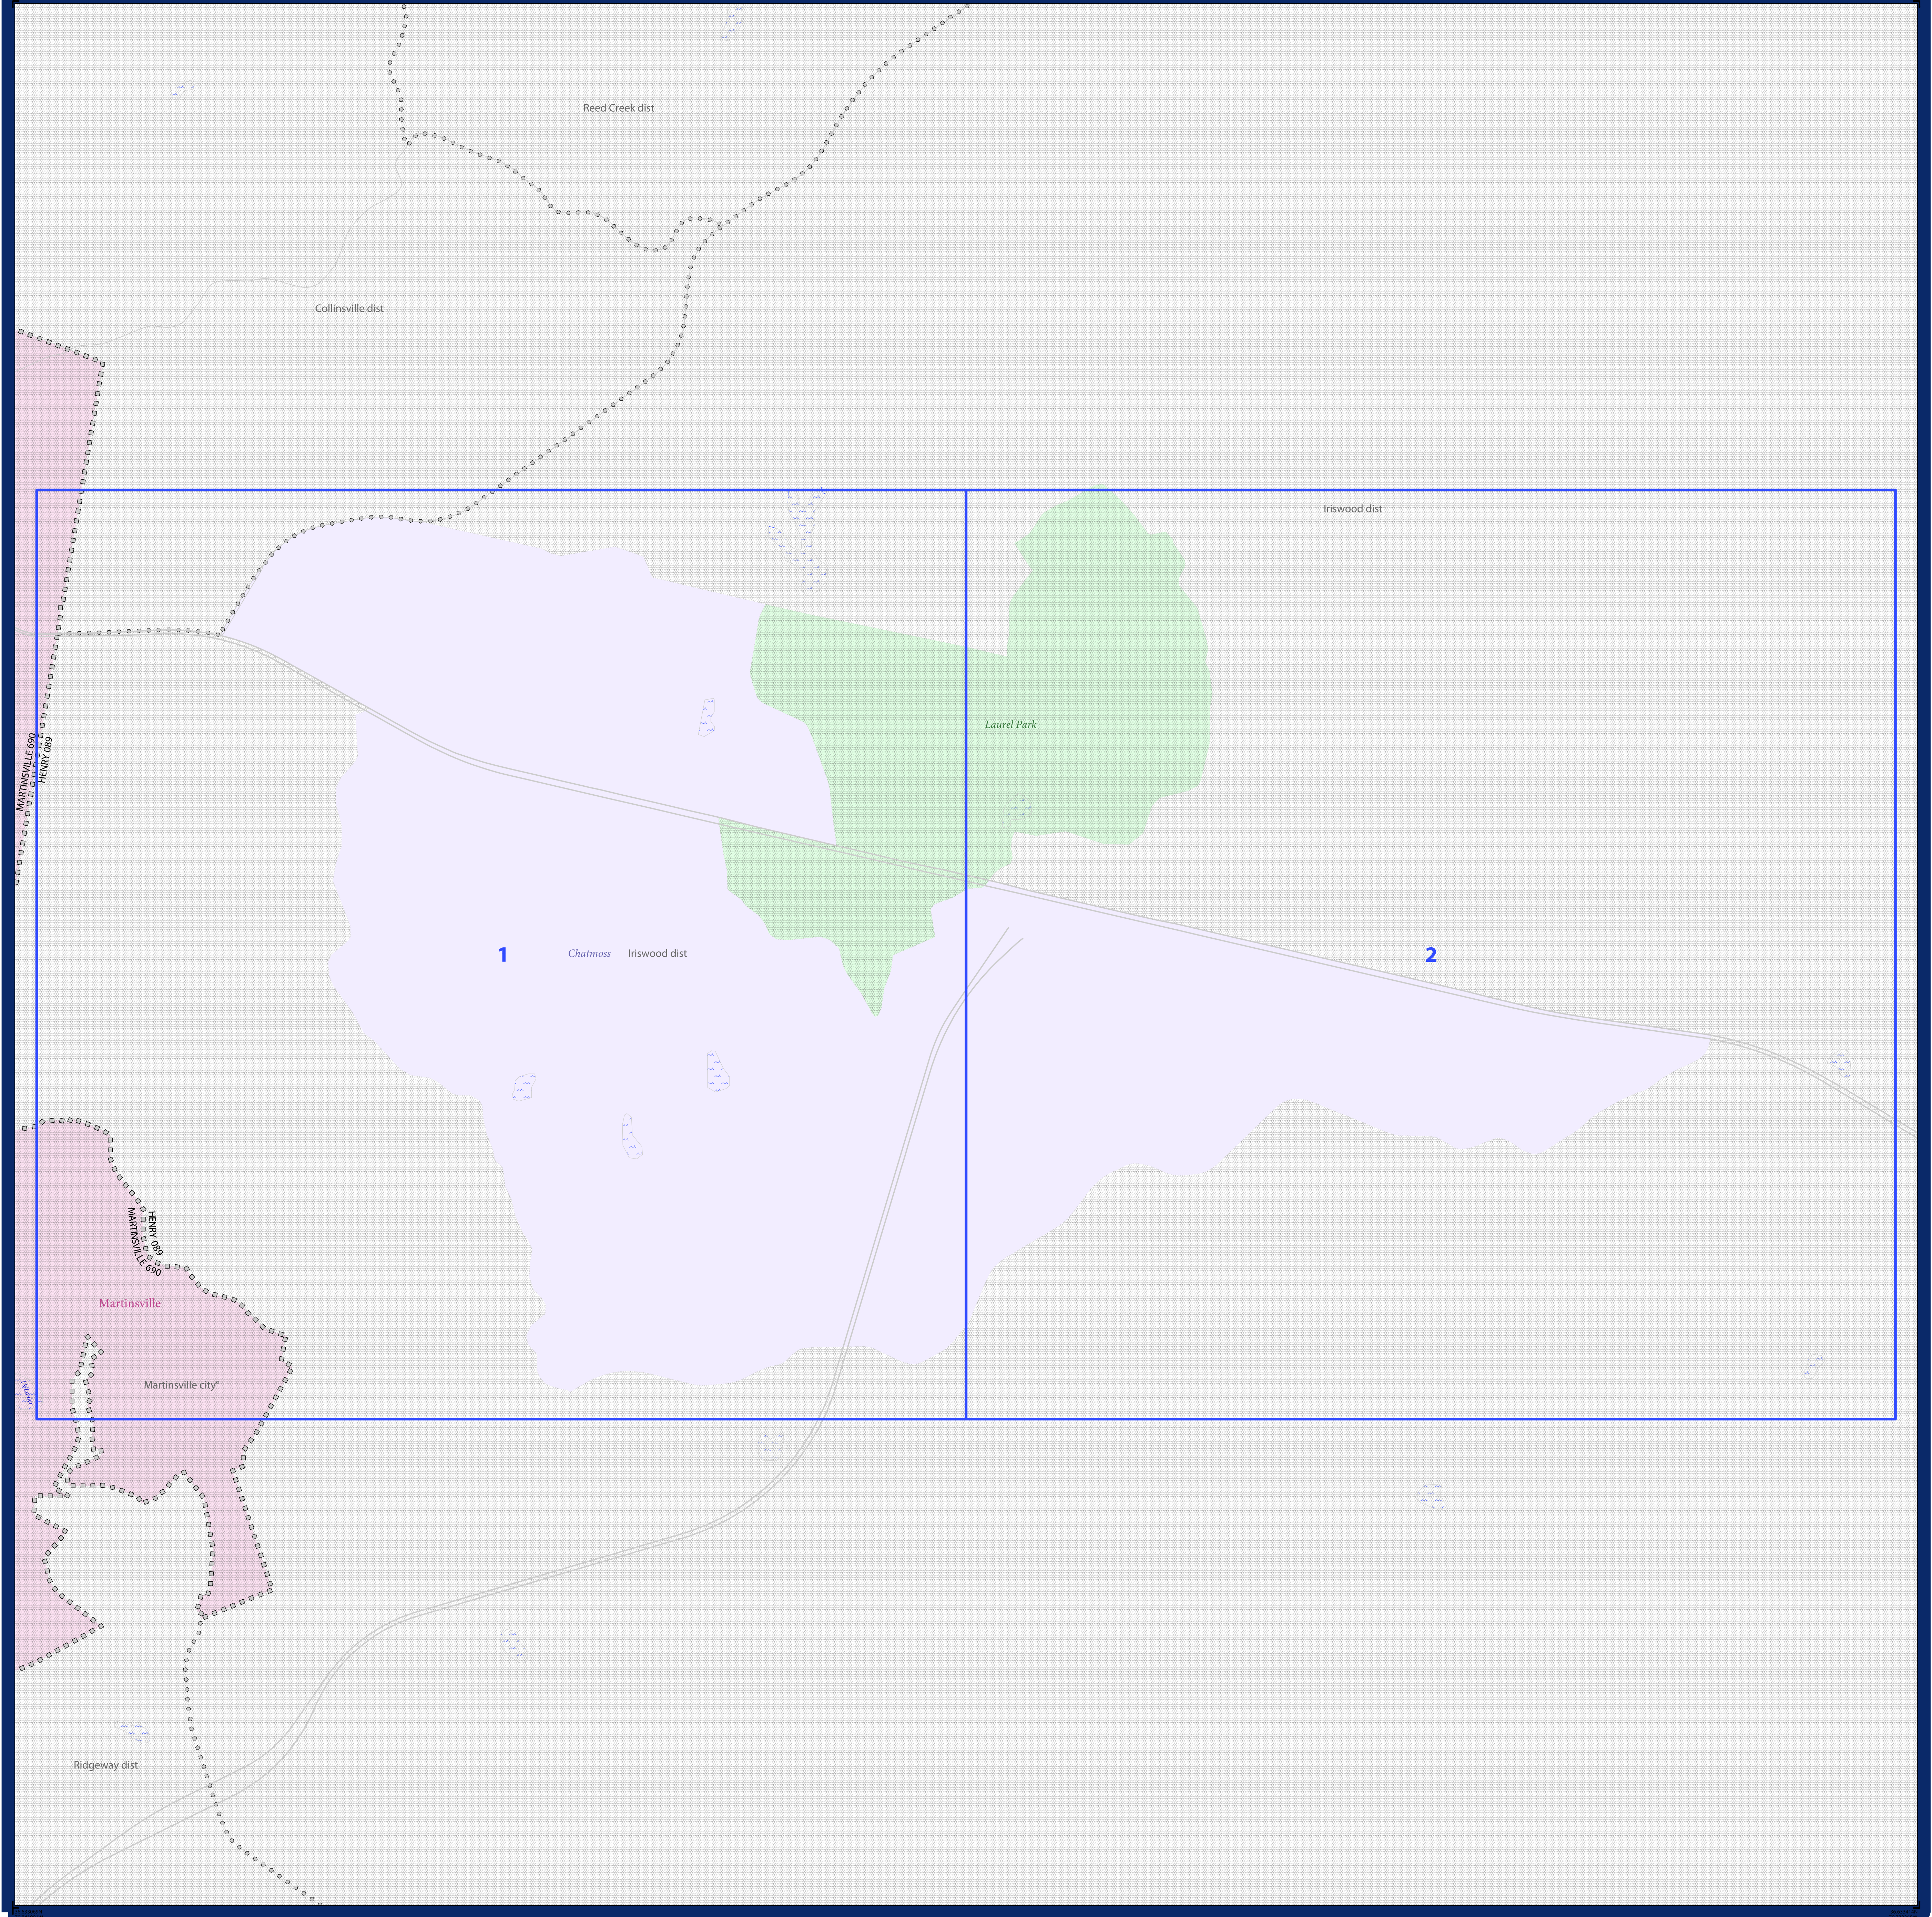 Reed Creek dist
Collinsville dist
Iriswood dist
Laurel Park
MARTINSVILLE 690
HENRY 089
1
Chatmoss
Iriswood dist
2
HENRY 089
MARTINSVILLE 690
Martinsville
Martinsville city"
Ridgeway dist